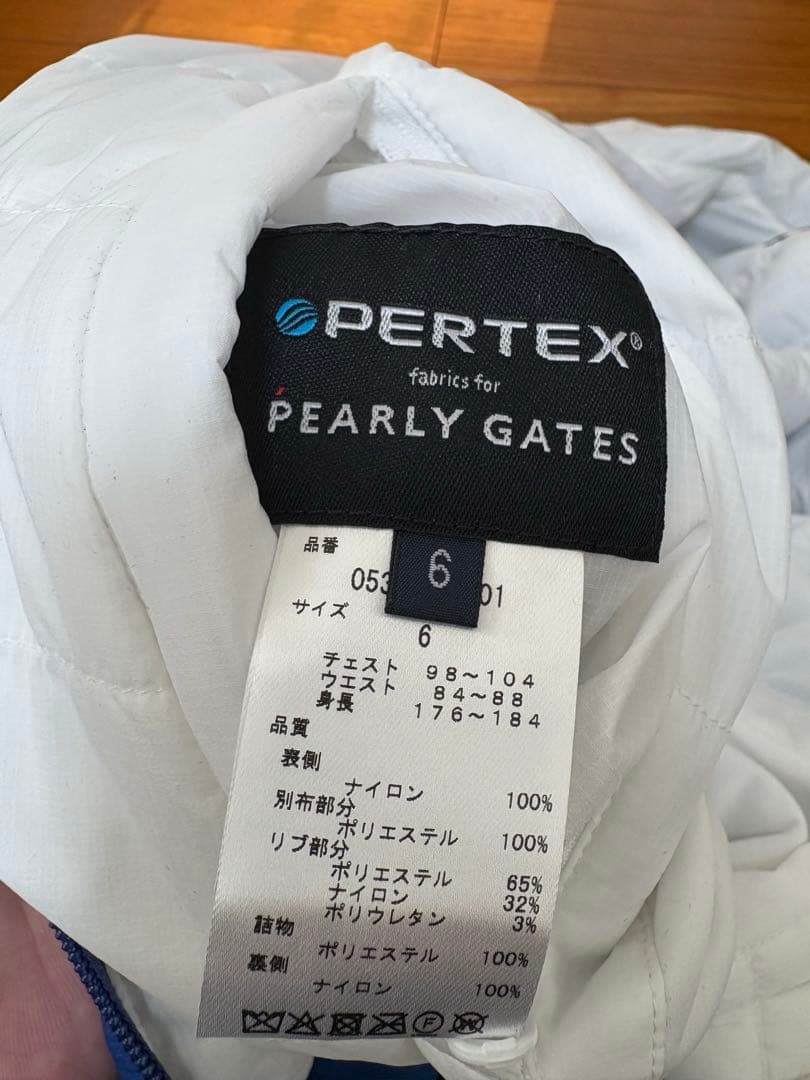 PERTEX®
fabrics for
PEARLY GATES
6
品番
053 01
サイズ
6
チェスト 98～104
ウエスト 84～88
身長 176～184
品質
表側
ナイロン 100%
別布部分
ポリエステル 100%
リブ部分
ポリエステル 65%
ナイロン 32%
ポリウレタン 3%
詰物
ポリエステル 100%
裏側
ナイロン 100%
F